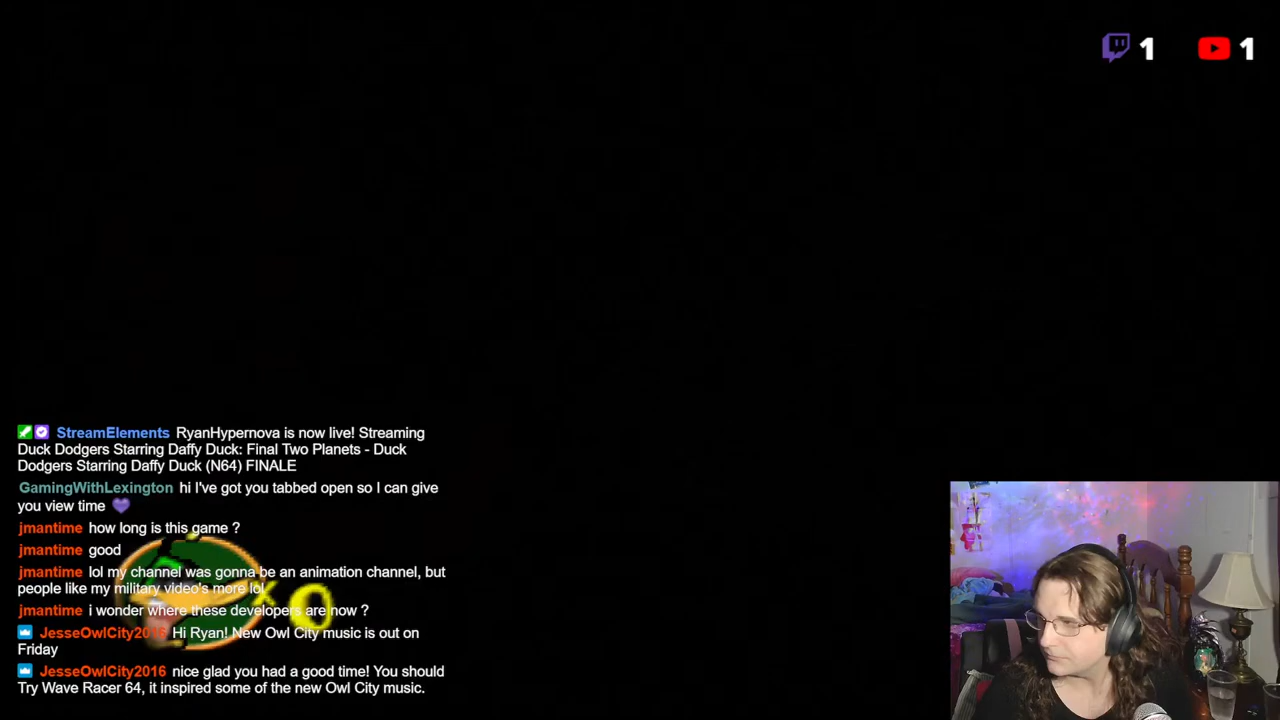 1 1
StreamElements RyanHypernova is now live! Streaming
Duck Dodgers Starring Daffy Duck: Final Two Planets - Duck
Dodgers Starring Daffy Duck (N64) FINALE
GamingWithLexington hi I've got you tabbed open so I can give
you view time
jmantime how long is this game ?
jmantime good
jmantime lol my channel was gonna be an animation channel, but
people like my military video's more lol
x0
jmantime i wonder where these developers are now ?
JesseOwlCity2016 Hi Ryan! New Owl City music is out on
Friday
JesseOwlCity2016 nice glad you had a good time! You should
Try Wave Racer 64, it inspired some of the new Owl City music.